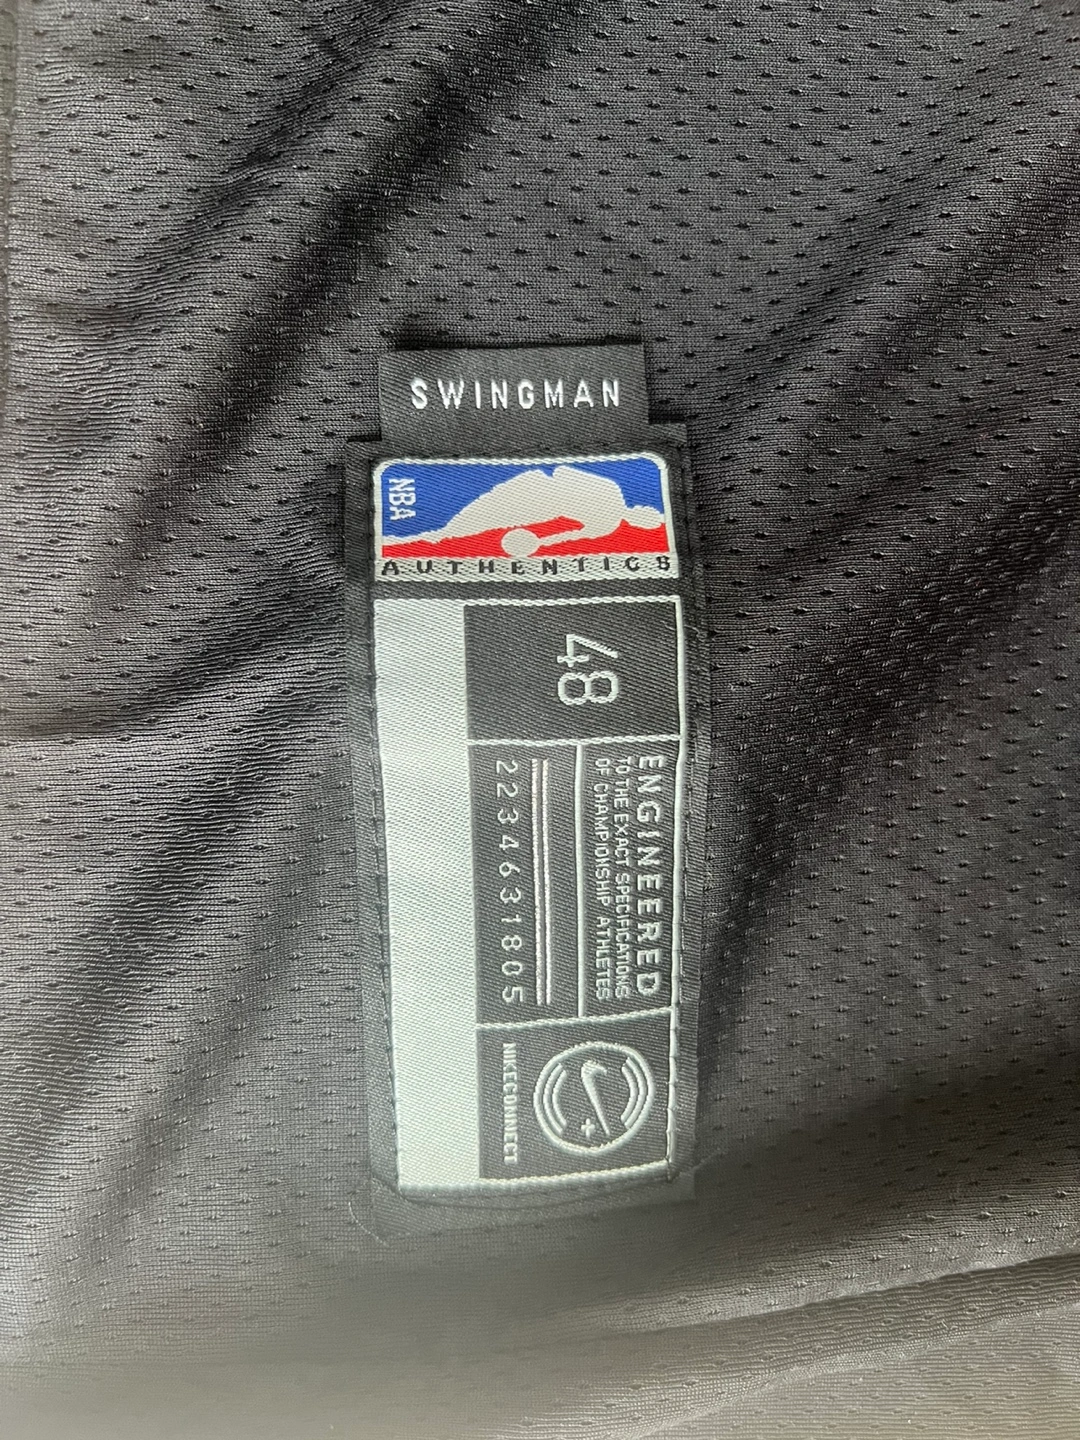 SWINGMAN
NBA
AUTHENTICS
48
ENGINEERED
TO THE EXACT SPECIFICATIONS
OF CHAMPIONSHIP ATHLETES
2234631805
NIKECONNECT